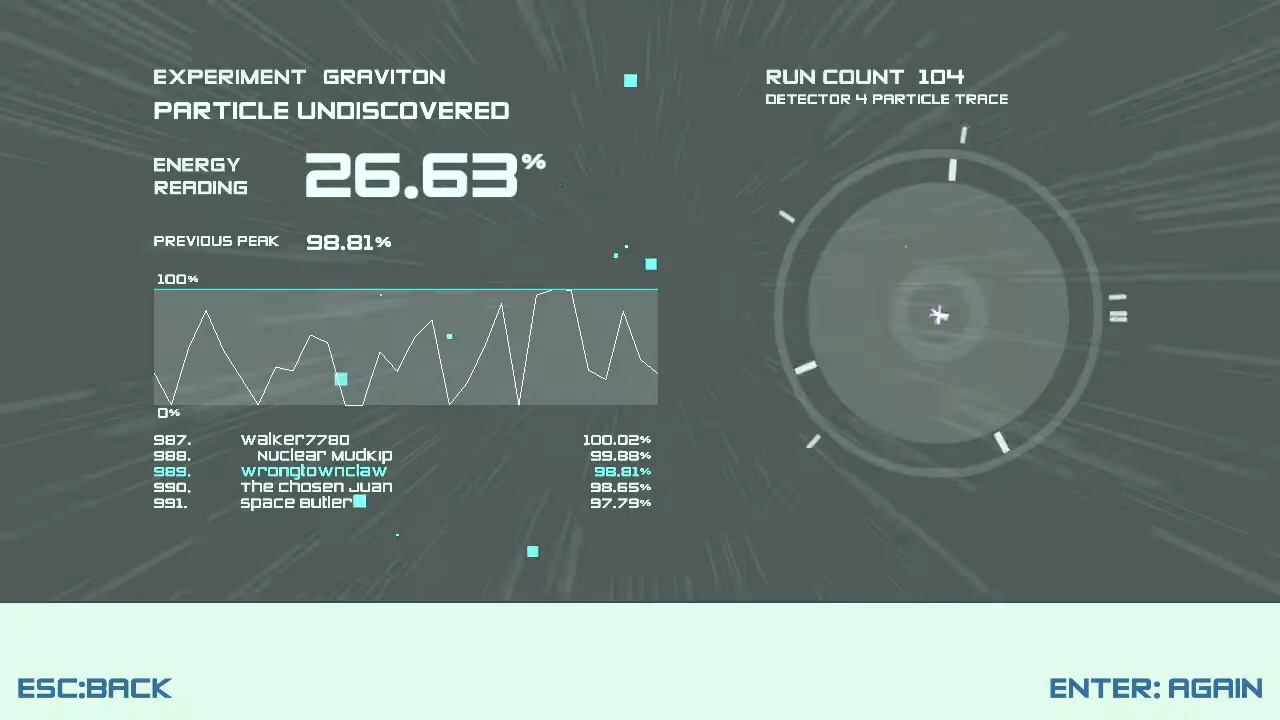 EXPERIMENT GRAVITON
PARTICLE UNDISCOVERED
ENERGY READING 26.63%
PREVIOUS PEAK 98.81%
100%
0%
987. walker7780 100.02%
988. Nuclear Mudkip 99.88%
989. wrongtownclaw 98.81%
990. The Chosen Juan 98.65%
991. Space Butler 97.79%
RUN COUNT 104
DETECTOR 4 PARTICLE TRACE
ESC:BACK
ENTER: AGAIN